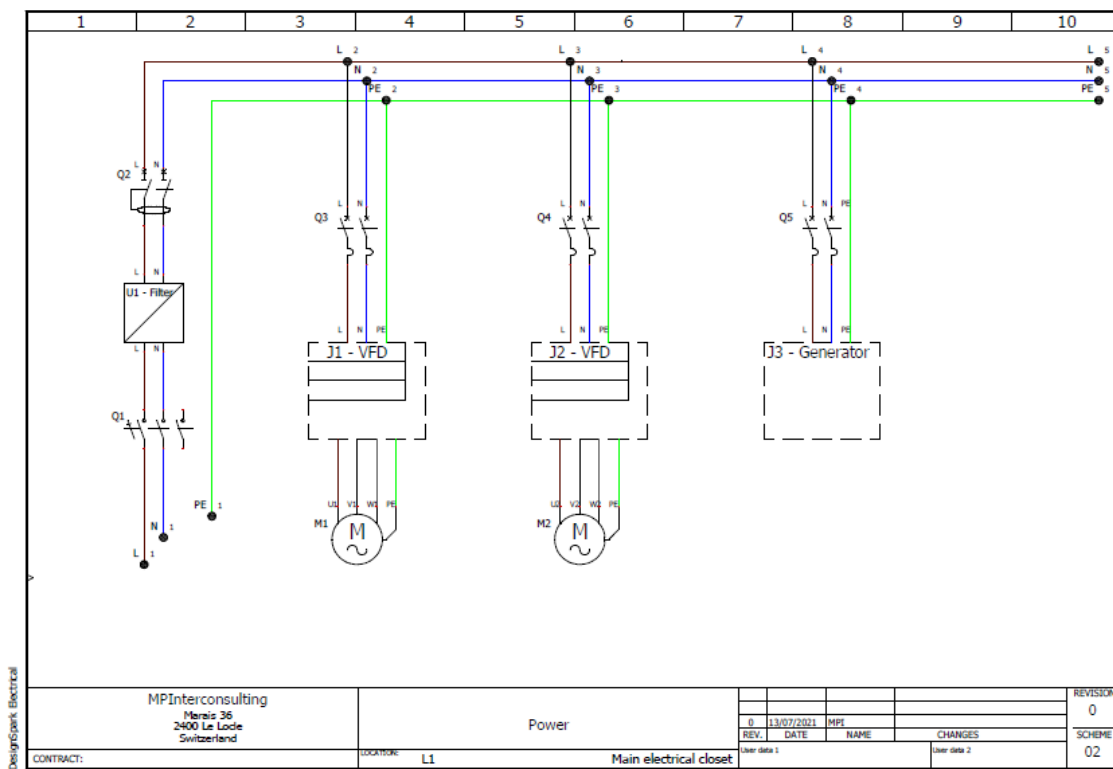 1 2 3 4 5 6 7 8 9 10
L 2 L 3 L 4 L 5
N 2 N 3 N 4 N 5
PE 2 PE 3 PE 4 PE 5
L N
Q2
L N L N L N PE
Q3 Q4 Q5
L N
U1 - Filter
L N PE L N PE L N PE
J1 - VFD J2 - VFD J3 - Generator
L N
Q1
PE 1
U1 V1 W1 PE U2 V2 W2 PE
M1 M M2 M
N 1
L 1
DesignSpark Electrical
MPInterconsulting
Marais 36
2400 Le Locle
Switzerland
Power
0 13/07/2021 MPI
REV. DATE NAME CHANGES
REVISION
0
SCHEME
02
User data 1 User data 2
CONTRACT:
LOCATION:
L1 Main electrical closet